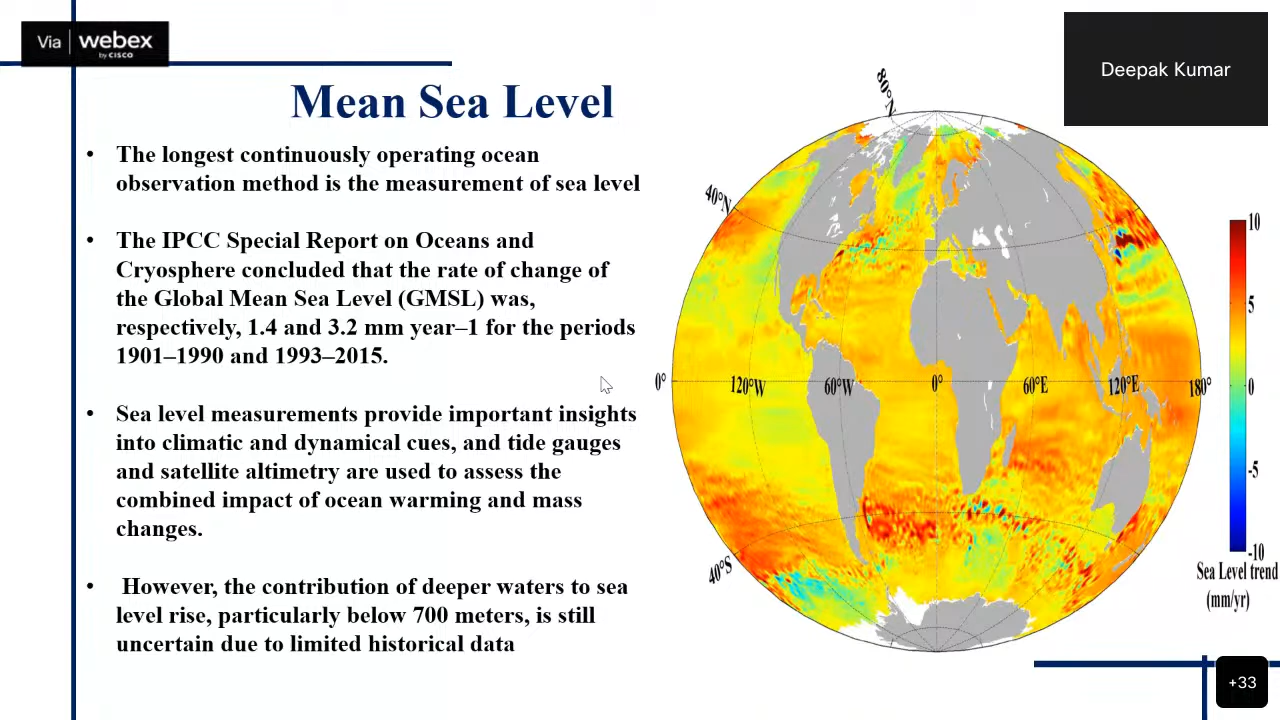 Via webex
by CISCO
Deepak Kumar
Mean Sea Level
• The longest continuously operating ocean
observation method is the measurement of sea level
• The IPCC Special Report on Oceans and
Cryosphere concluded that the rate of change of
the Global Mean Sea Level (GMSL) was,
respectively, 1.4 and 3.2 mm year–1 for the periods
1901–1990 and 1993–2015.
• Sea level measurements provide important insights
into climatic and dynamical cues, and tide gauges
and satellite altimetry are used to assess the
combined impact of ocean warming and mass
changes.
• However, the contribution of deeper waters to sea
level rise, particularly below 700 meters, is still
uncertain due to limited historical data
80°N
40°N
0° 120°W 60°W 0° 60°E 120°E 180°
40°S
10
5
0
-5
-10
Sea Level trend
(mm/yr)
+33